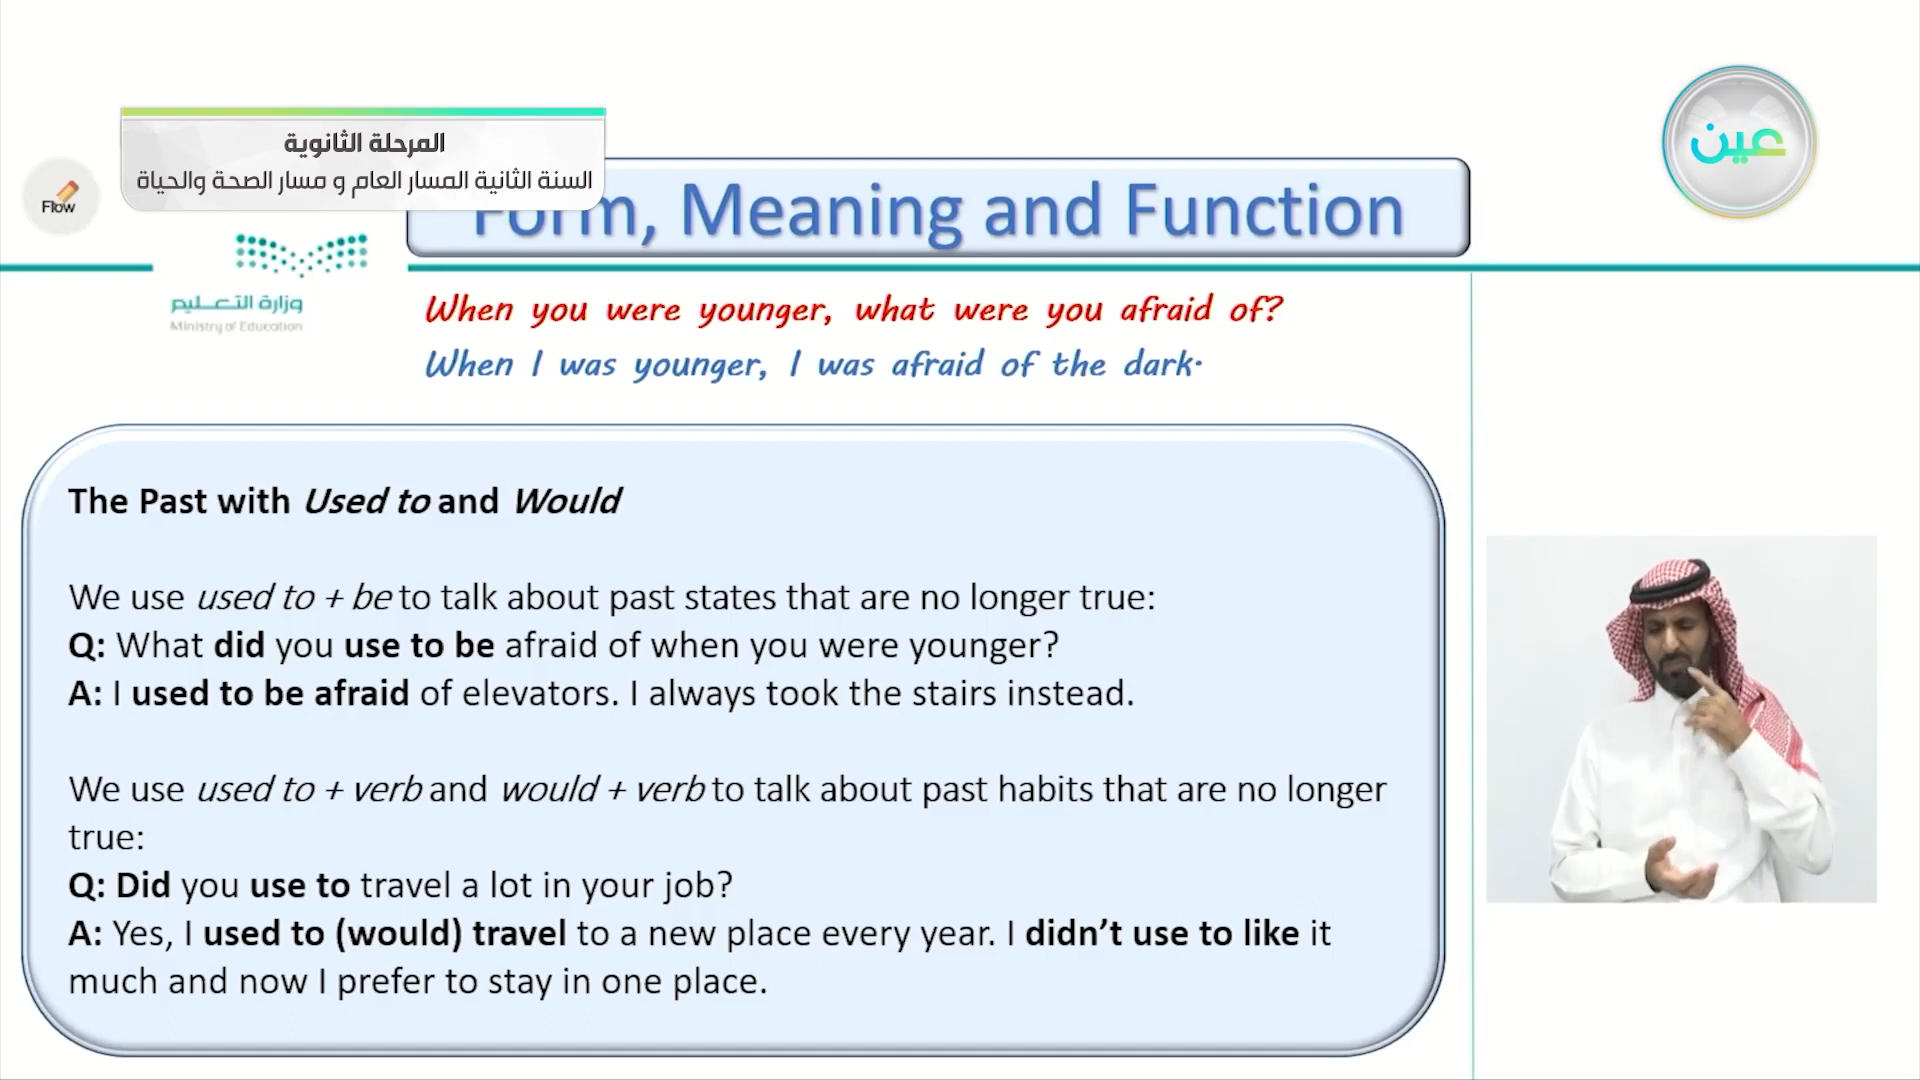 المرحلة الثانوية
السنة الثانية المسار العام و مسار الصحة والحياة
عين
Flow
Form, Meaning and Function
وزارة التعليم
Ministry of Education
When you were younger, what were you afraid of?
When I was younger, I was afraid of the dark.
The Past with Used to and Would
We use used to + be to talk about past states that are no longer true:
Q: What did you use to be afraid of when you were younger?
A: I used to be afraid of elevators. I always took the stairs instead.
We use used to + verb and would + verb to talk about past habits that are no longer
true:
Q: Did you use to travel a lot in your job?
A: Yes, I used to (would) travel to a new place every year. I didn’t use to like it
much and now I prefer to stay in one place.